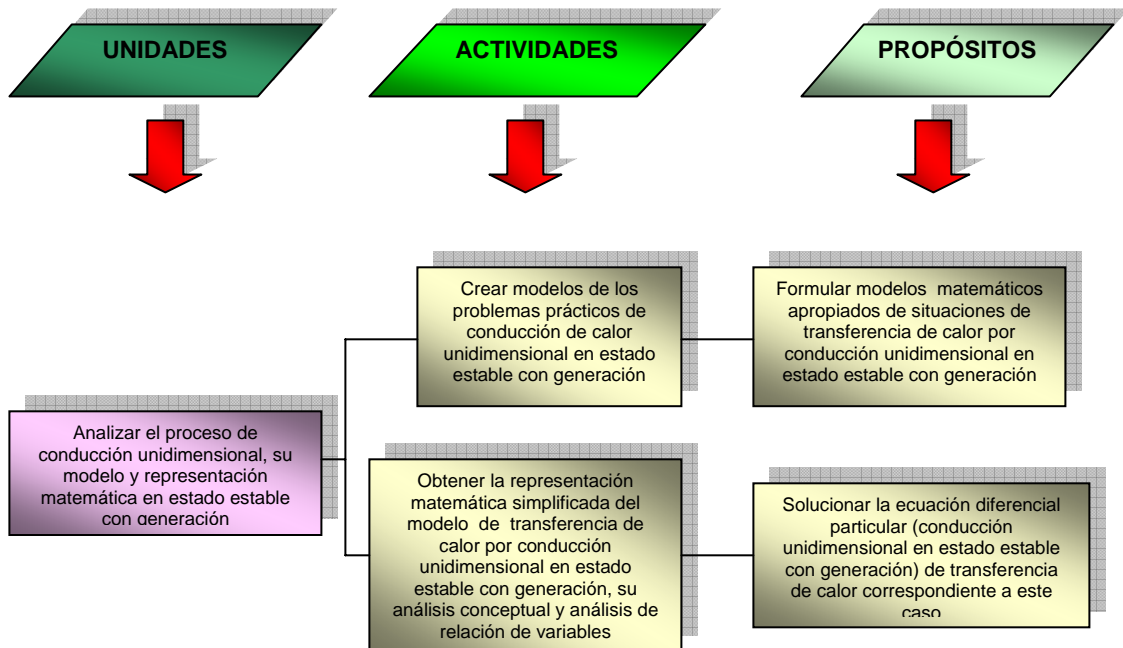 UNIDADES
ACTIVIDADES
PROPÓSITOS
Crear modelos de los
problemas prácticos de
conducción de calor
unidimensional en estado
estable con generación
Formular modelos matemáticos
apropiados de situaciones de
transferencia de calor por
conducción unidimensional en
estado estable con generación
Analizar el proceso de
conducción unidimensional, su
modelo y representación
matemática en estado estable
con generación
Obtener la representación
matemática simplificada del
modelo de transferencia de
calor por conducción
unidimensional en estado
estable con generación, su
análisis conceptual y análisis de
relación de variables
Solucionar la ecuación diferencial
particular (conducción
unidimensional en estado estable
con generación) de transferencia
de calor correspondiente a este
caso